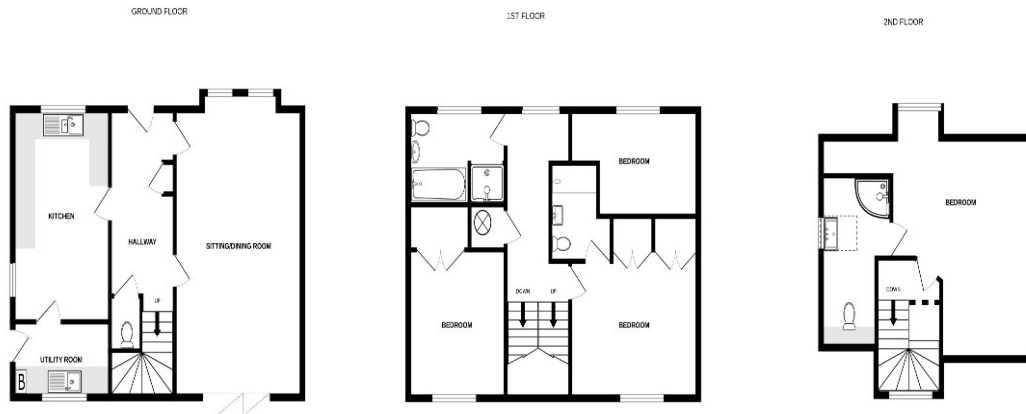 GROUND FLOOR
KITCHEN
HALLWAY
SITTING/DINING ROOM
UP
UTILITY ROOM
B
1ST FLOOR
BEDROOM
DOWN
UP
BEDROOM
BEDROOM
2ND FLOOR
BEDROOM
DOWN